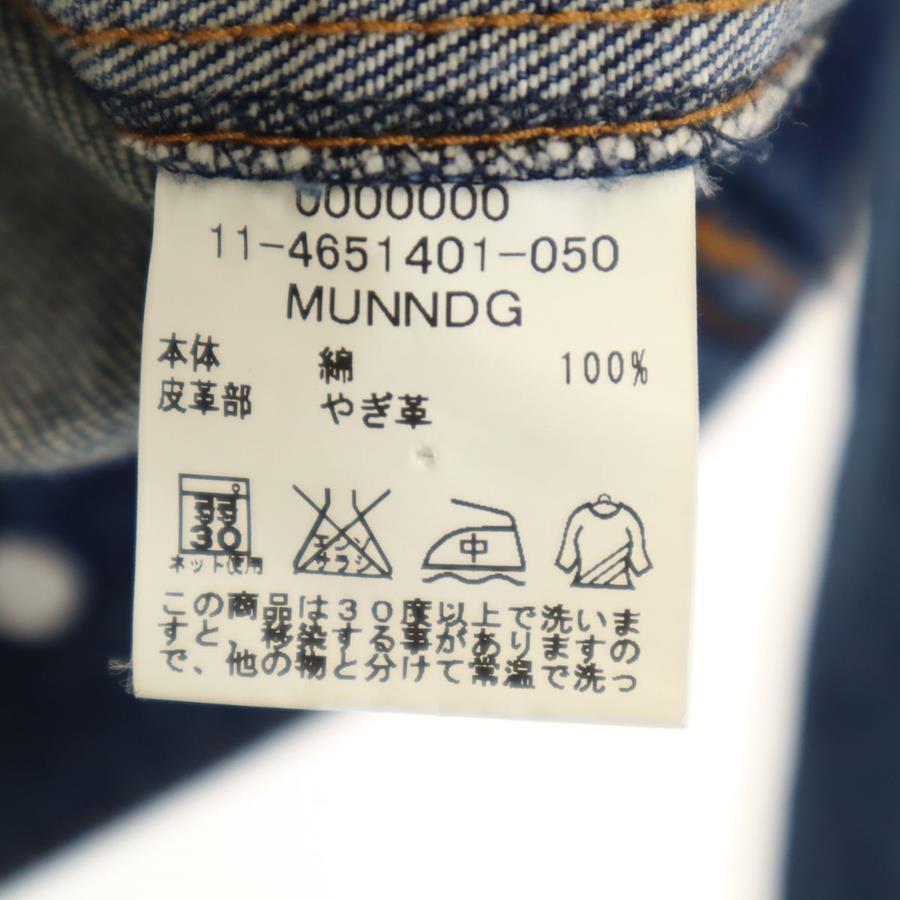 0000000
11-4651401-050
MUNNDG
本体 綿 100%
皮革部 やぎ革
弱
30
ネット使用
エンソ
サラシ
中
この商品は30度以上で洗いま
すと、移染する事がありますの
で、他の物と分けて常温で洗っ